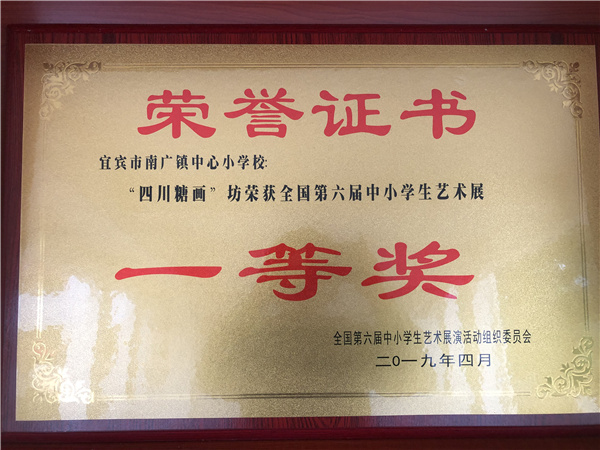 荣誉证书
宜宾市南广镇中心小学校:
“四川糖画”坊荣获全国第六届中小学生艺术展
一等奖
全国第六届中小学生艺术展演活动组织委员会
二〇一九年四月